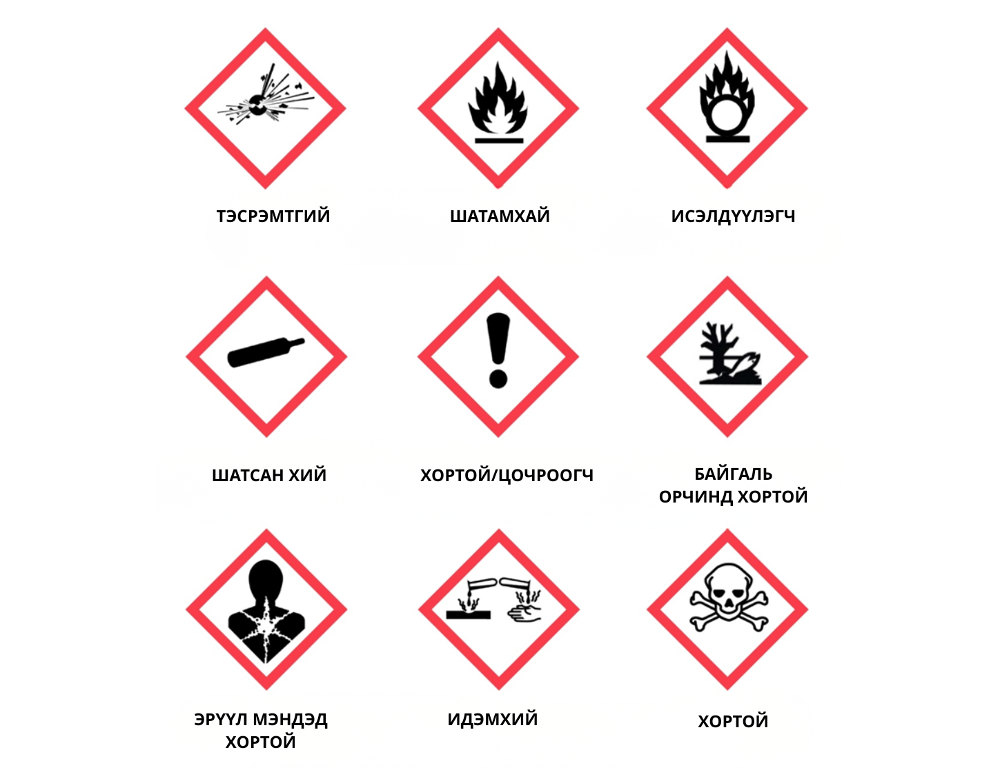 ТЭСРЭМТГИЙ
ШАТАМХАЙ
ИСЭЛДҮҮЛЭГЧ
ШАТСАН ХИЙ
ХОРТОЙ/ЦОЧРООГЧ
БАЙГАЛЬ
ОРЧИНД ХОРТОЙ
ЭРҮҮЛ МЭНДЭД
ХОРТОЙ
ИДЭМХИЙ
ХОРТОЙ